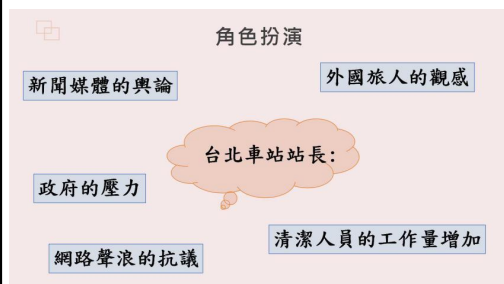 角色扮演
新聞媒體的輿論
外國旅人的觀感
台北車站站長:
政府的壓力
清潔人員的工作量增加
網路聲浪的抗議